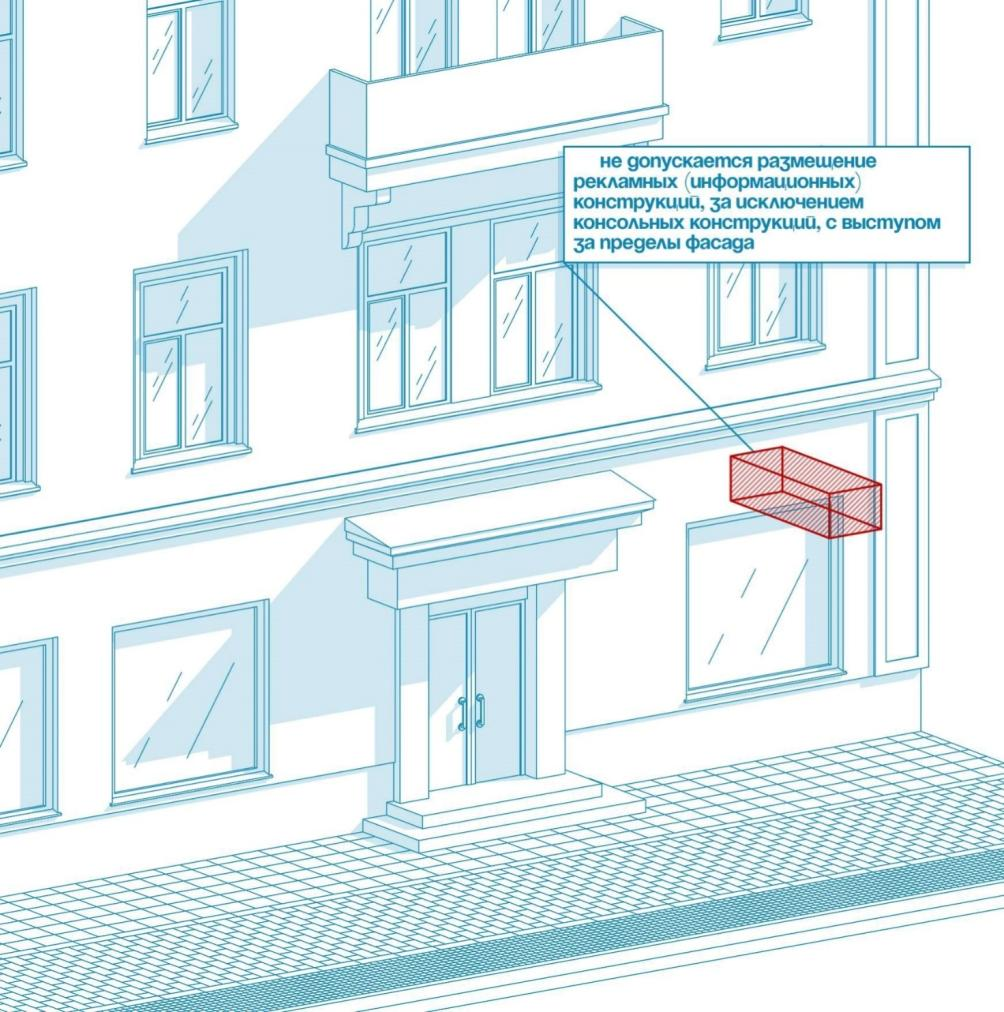 не допускается размещение
рекламных (информационных)
конструкций, за исключением
консольных конструкций, с выступом
за пределы фасада